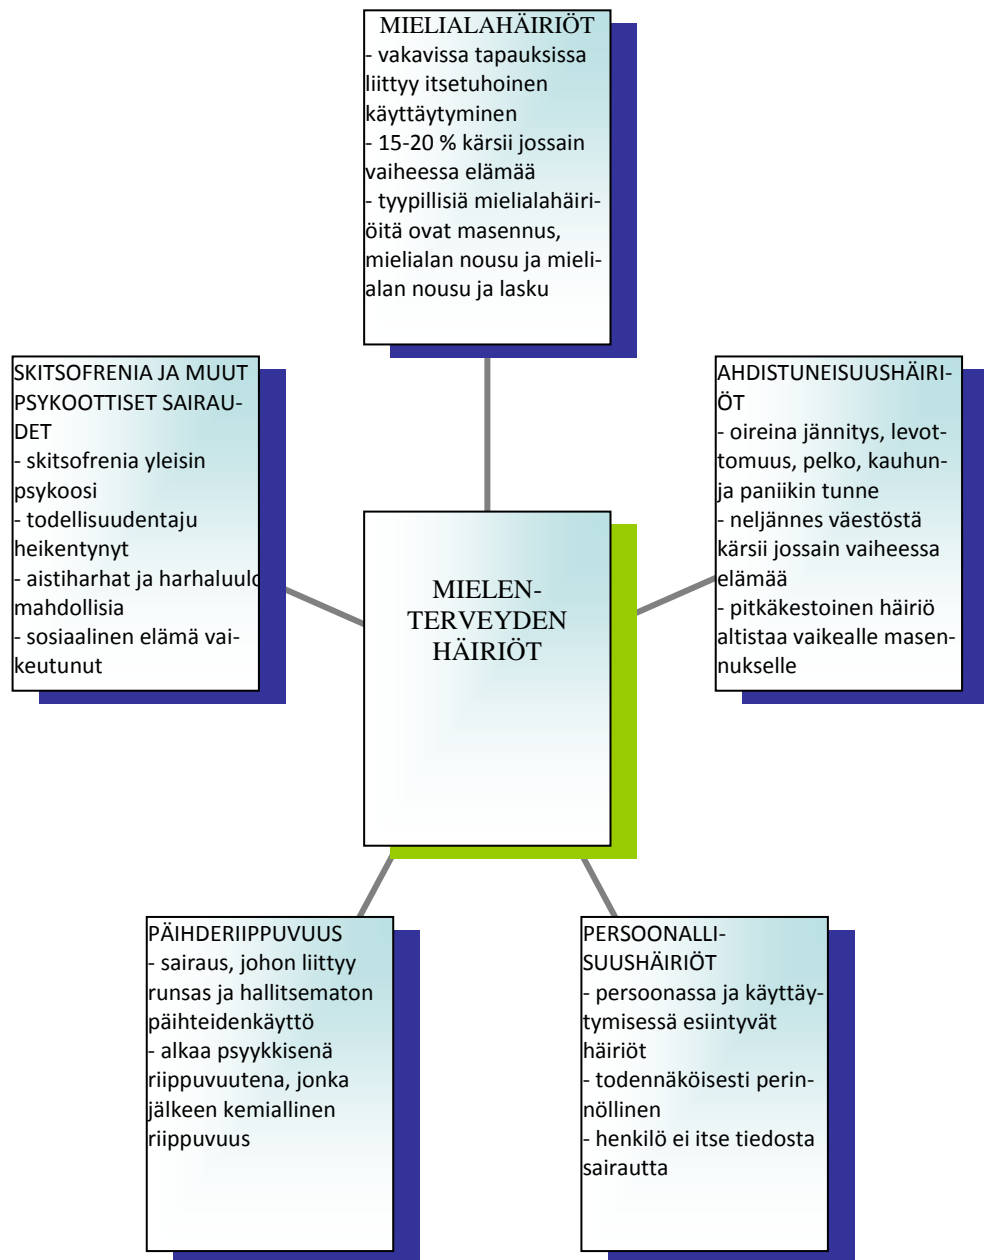 MIELIALAHÄIRIÖT
- vakavissa tapauksissa
liittyy itsetuhoinen
käyttäytyminen
- 15-20 % kärsii jossain
vaiheessa elämää
- tyypillisiä mielialahäiri-
öitä ovat masennus,
mielialan nousu ja mieli-
alan nousu ja lasku
SKITSOFRENIA JA MUUT
PSYKOOTTISET SAIRAU-
DET
- skitsofrenia yleisin
psykoosi
- todellisuudentaju
heikentynyt
- aistiharhat ja harhaluulo
mahdollisia
- sosiaalinen elämä vai-
keutunut
AHDISTUNEISUUSHÄIRI-
ÖT
- oireina jännitys, levot-
tomuus, pelko, kauhun-
ja paniikin tunne
- neljännes väestöstä
kärsii jossain vaiheessa
elämää
- pitkäkestoinen häiriö
altistaa vaikealle masen-
nukselle
MIELEN-
TERVEYDEN
HÄIRIÖT
PÄIHDERIIPPUVUUS
- sairaus, johon liittyy
runsas ja hallitsematon
päihteidenkäyttö
- alkaa psyykkisenä
riippuvuutena, jonka
jälkeen kemiallinen
riippuvuus
PERSOONALLI-
SUUSHÄIRIÖT
- persoonassa ja käyttäy-
tymisessä esiintyvät
häiriöt
- todennäköisesti perin-
nöllinen
- henkilö ei itse tiedosta
sairautta